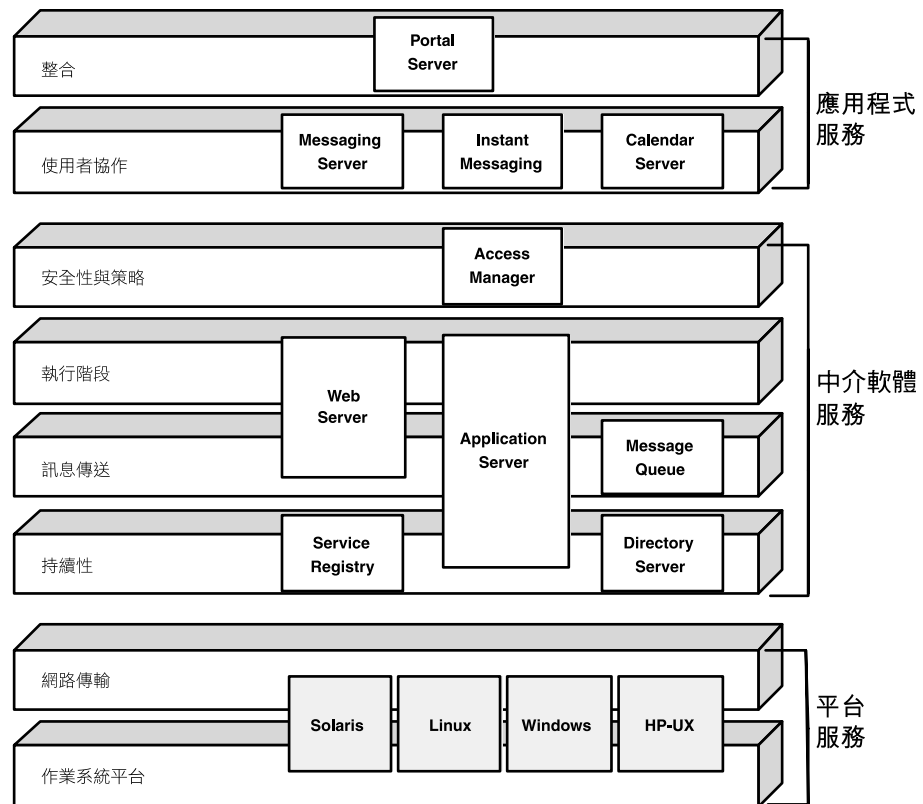 Portal
Server
整合
應用程式
服務
Messaging
Server
Instant
Messaging
Calendar
Server
使用者協作
Access
Manager
安全性與策略
執行階段
Web
Server
中介軟體
服務
Application
Server
Message
Queue
訊息傳送
Service
Registry
Directory
Server
持續性
網路傳輸
Solaris
Linux
Windows
HP-UX
平台
服務
作業系統平台